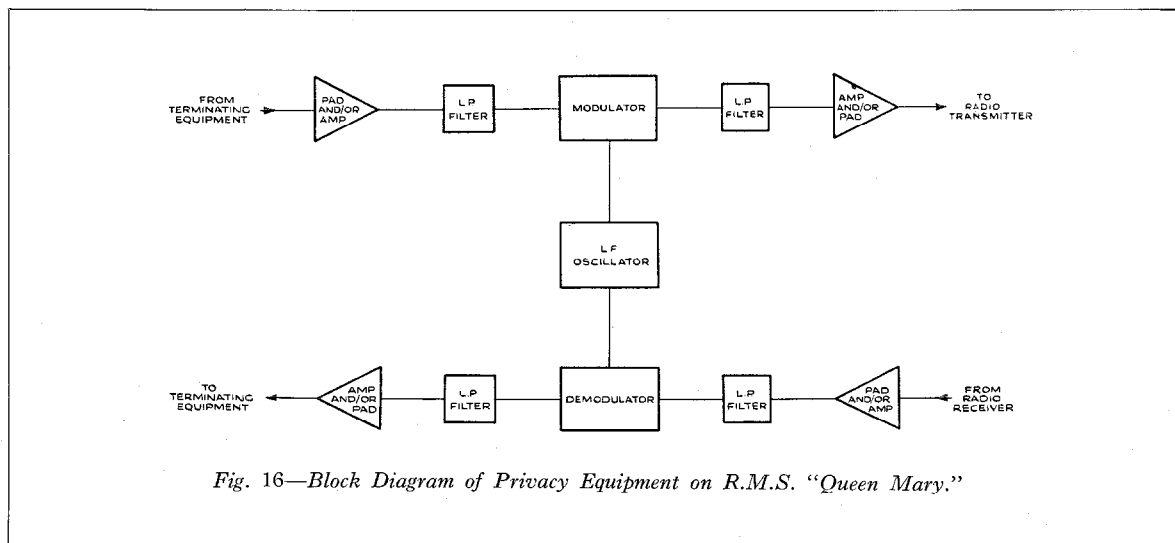 FROM
TERMINATING
EQUIPMENT
PAD
AND/OR
AMP
L.P
FILTER
MODULATOR
L.P
FILTER
AMP
AND/OR
PAD
TO
RADIO
TRANSMITTER
L F
OSCILLATOR
TO
TERMINATING
EQUIPMENT
AMP
AND/OR
PAD
L.P
FILTER
DEMODULATOR
L.P
FILTER
PAD
AND/OR
AMP
FROM
RADIO
RECEIVER
Fig. 16—Block Diagram of Privacy Equipment on R.M.S. “Queen Mary.”